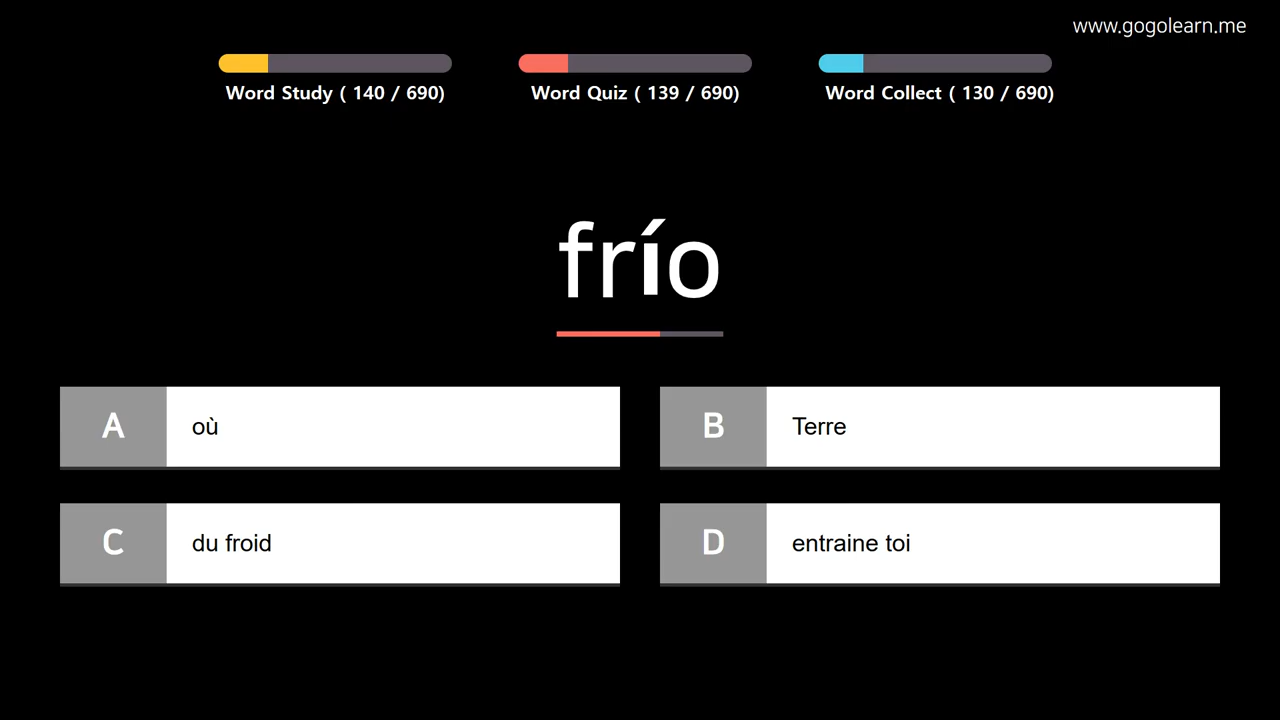 www.gogolearn.me
Word Study ( 140 / 690)
Word Quiz ( 139 / 690)
Word Collect ( 130 / 690)
frío
A où
B Terre
C du froid
D entraine toi